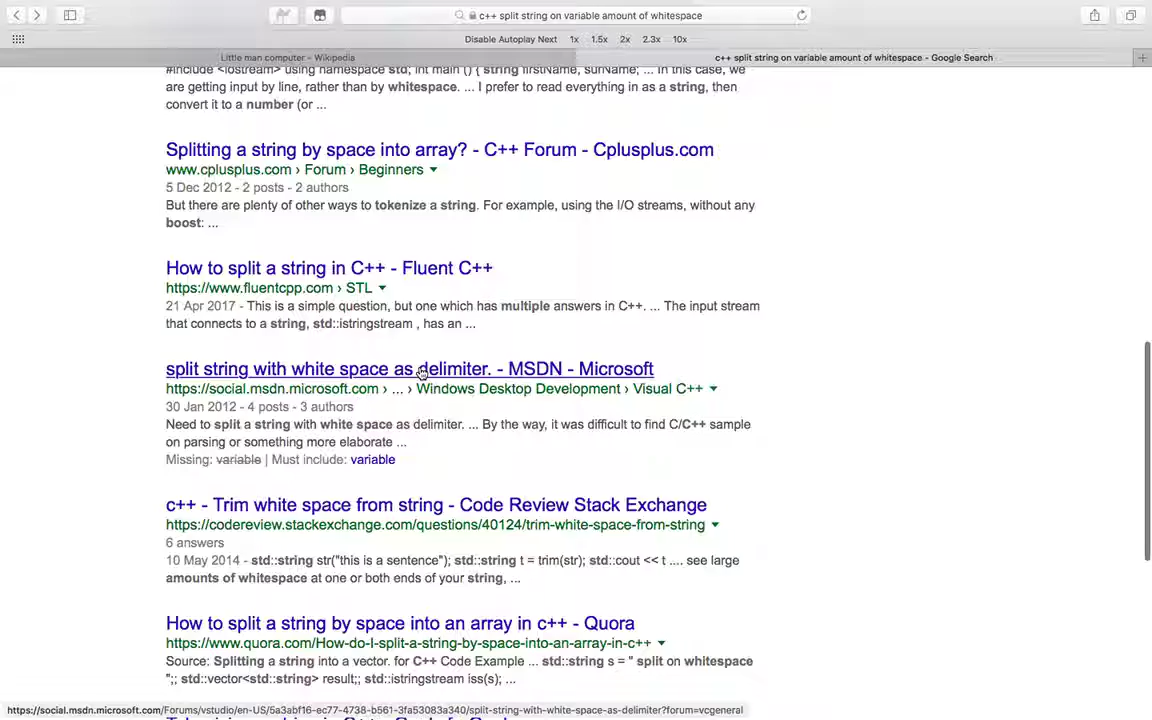 c++ split string on variable amount of whitespace
Disable Autoplay Next 1x 1.5x 2x 2.3x 10x
Little man computer - Wikipedia
c++ split string on variable amount of whitespace - Google Search
#include <iostream> using namespace std; int main () { string firstName, surName; ... In this case, we
are getting input by line, rather than by whitespace. ... I prefer to read everything in as a string, then
convert it to a number (or ...
Splitting a string by space into array? - C++ Forum - Cplusplus.com
www.cplusplus.com › Forum › Beginners
5 Dec 2012 - 2 posts - 2 authors
But there are plenty of other ways to tokenize a string. For example, using the I/O streams, without any
boost: ...
How to split a string in C++ - Fluent C++
https://www.fluentcpp.com › STL
21 Apr 2017 - This is a simple question, but one which has multiple answers in C++. ... The input stream
that connects to a string, std::istringstream , has an ...
split string with white space as delimiter. - MSDN - Microsoft
https://social.msdn.microsoft.com › ... › Windows Desktop Development › Visual C++
30 Jan 2012 - 4 posts - 3 authors
Need to split a string with white space as delimiter. ... By the way, it was difficult to find C/C++ sample
on parsing or something more elaborate ...
Missing: variable | Must include: variable
c++ - Trim white space from string - Code Review Stack Exchange
https://codereview.stackexchange.com/questions/40124/trim-white-space-from-string
6 answers
10 May 2014 - std::string str("this is a sentence"); std::string t = trim(str); std::cout << t .... see large
amounts of whitespace at one or both ends of your string, ...
How to split a string by space into an array in c++ - Quora
https://www.quora.com/How-do-I-split-a-string-by-space-into-an-array-in-c++
Source: Splitting a string into a vector. for C++ Code Example ... std::string s = " split on whitespace
";; std::vector<std::string> result;; std::istringstream iss(s); ...
https://social.msdn.microsoft.com/Forums/vstudio/en-US/5a3abf16-ec77-4738-b561-3fa53083a340/split-string-with-white-space-as-delimiter?forum=vcgeneral